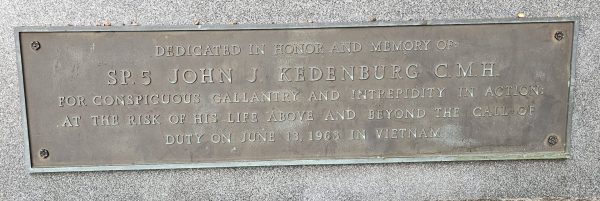 DEDICATED IN HONOR AND MEMORY OF
SP. 5 JOHN J. KEDENBURG C.M.H.
FOR CONSPICUOUS GALLANTRY AND INTREPIDITY IN ACTION:
AT THE RISK OF HIS LIFE ABOVE AND BEYOND THE CALL OF
DUTY ON JUNE 13, 1968 IN VIETNAM